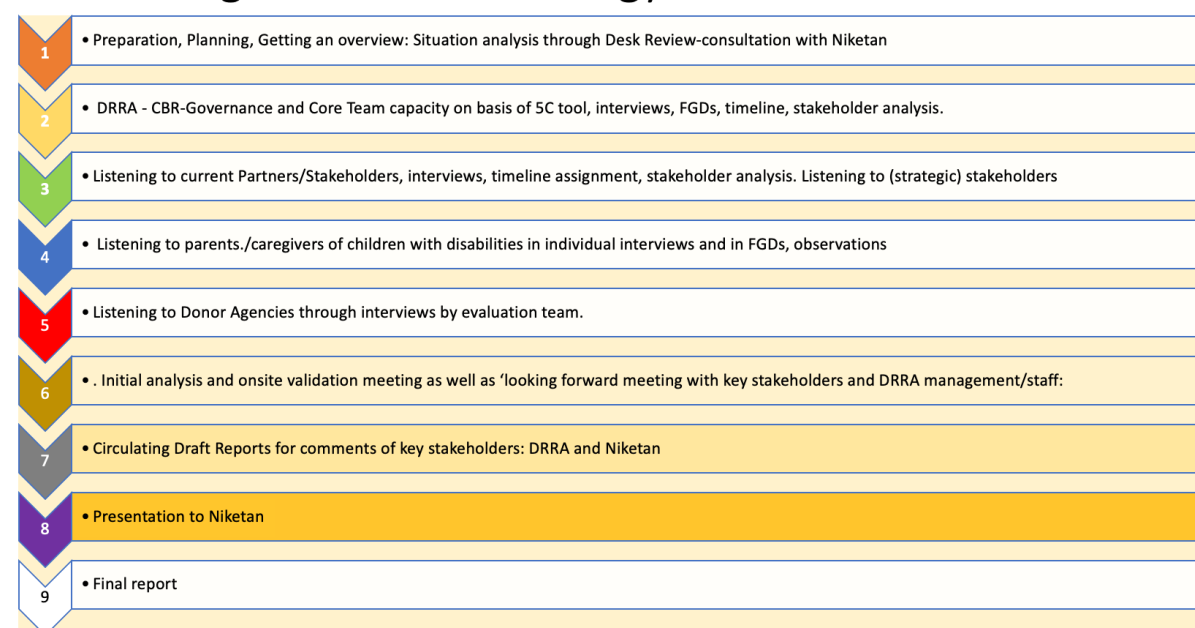 1
• Preparation, Planning, Getting an overview: Situation analysis through Desk Review-consultation with Niketan
2
• DRRA - CBR-Governance and Core Team capacity on basis of 5C tool, interviews, FGDs, timeline, stakeholder analysis.
3
• Listening to current Partners/Stakeholders, interviews, timeline assignment, stakeholder analysis. Listening to (strategic) stakeholders
4
• Listening to parents./caregivers of children with disabilities in individual interviews and in FGDs, observations
5
• Listening to Donor Agencies through interviews by evaluation team.
6
• . Initial analysis and onsite validation meeting as well as ‘looking forward meeting with key stakeholders and DRRA management/staff:
7
• Circulating Draft Reports for comments of key stakeholders: DRRA and Niketan
8
• Presentation to Niketan
9
• Final report